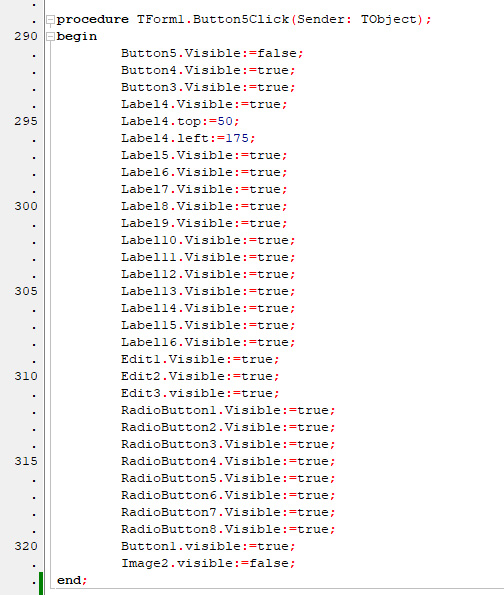 .
. procedure TForm1.Button5Click(Sender: TObject);
290 begin
. Button5.Visible:=false;
. Button4.Visible:=true;
. Button3.Visible:=true;
. Label4.Visible:=true;
295 Label4.top:=50;
. Label4.left:=175;
. Label5.Visible:=true;
. Label6.Visible:=true;
. Label7.Visible:=true;
300 Label8.Visible:=true;
. Label9.Visible:=true;
. Label10.Visible:=true;
. Label11.Visible:=true;
. Label12.Visible:=true;
305 Label13.Visible:=true;
. Label14.Visible:=true;
. Label15.Visible:=true;
. Label16.Visible:=true;
. Edit1.Visible:=true;
310 Edit2.Visible:=true;
. Edit3.visible:=true;
. RadioButton1.Visible:=true;
. RadioButton2.Visible:=true;
. RadioButton3.Visible:=true;
315 RadioButton4.Visible:=true;
. RadioButton5.Visible:=true;
. RadioButton6.Visible:=true;
. RadioButton7.Visible:=true;
. RadioButton8.Visible:=true;
320 Button1.visible:=true;
. Image2.visible:=false;
. end;